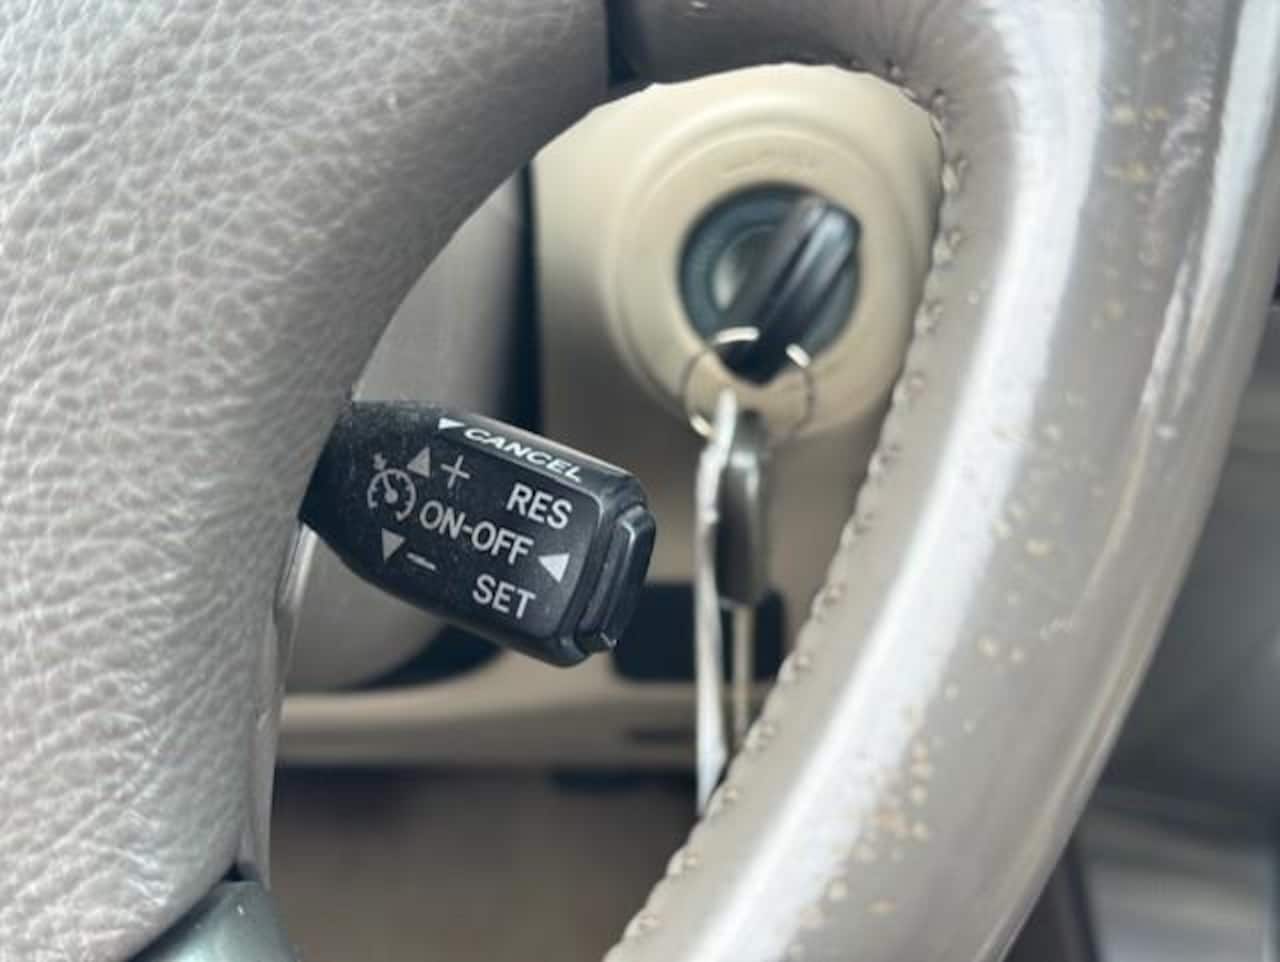 CANCEL
+ RES
ON-OFF
− SET